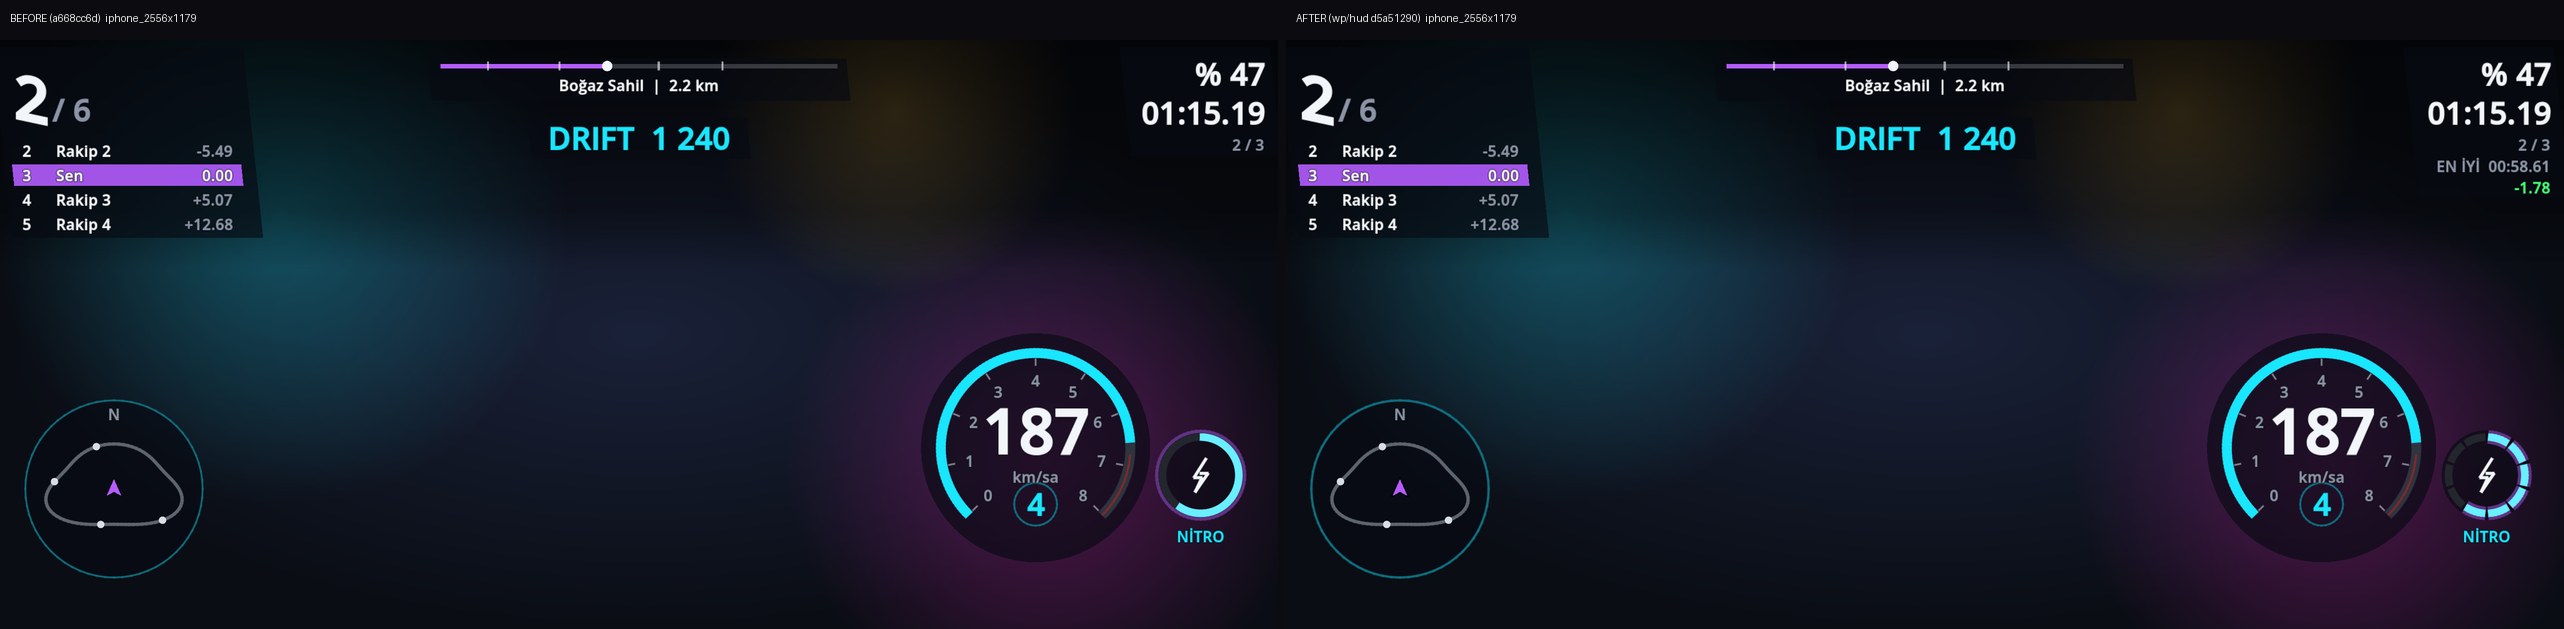 BEFORE (a668cc6d) iphone_2556x1179
2 / 6
2 Rakip 2 -5.49
3 Sen 0.00
4 Rakip 3 +5.07
5 Rakip 4 +12.68
Boğaz Sahil | 2.2 km
DRIFT 1 240
% 47
01:15.19
2 / 3
N
0 1 2 3 4 5 6 7 8
187
km/sa
4
NİTRO
AFTER (wp/hud d5a51290) iphone_2556x1179
2 / 6
2 Rakip 2 -5.49
3 Sen 0.00
4 Rakip 3 +5.07
5 Rakip 4 +12.68
Boğaz Sahil | 2.2 km
DRIFT 1 240
% 47
01:15.19
2 / 3
EN İYİ 00:58.61
-1.78
N
0 1 2 3 4 5 6 7 8
187
km/sa
4
NİTRO